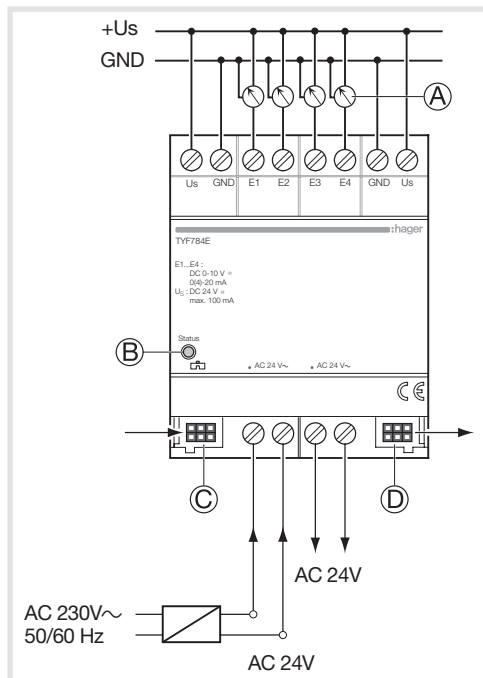 +Us
GND
A
Us GND E1 E2 E3 E4 GND Us
:hager
TYF784E
E1...E4 :
DC 0-10 V ⎓
0(4)-20 mA
US : DC 24 V ⎓
max. 100 mA
Status
B
AC 24 V~ AC 24 V~
CE
C
D
AC 24V
AC 230V~
50/60 Hz
AC 24V